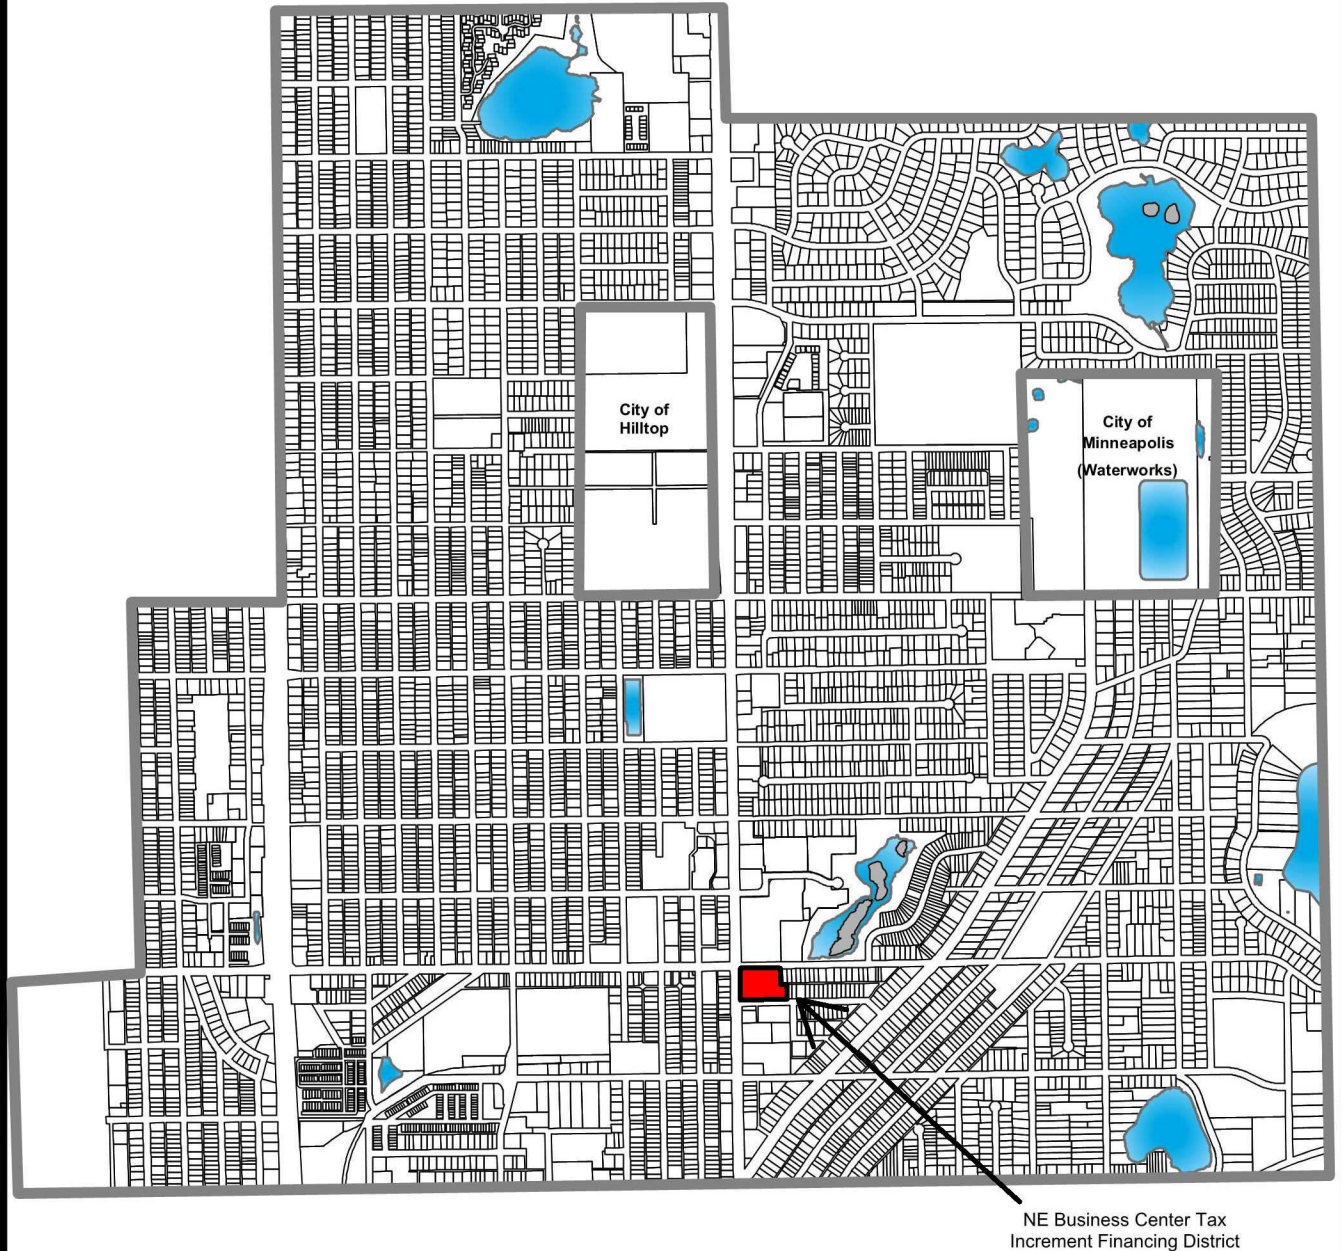 City of
Hilltop
City of
Minneapolis
(Waterworks)
NE Business Center Tax
Increment Financing District